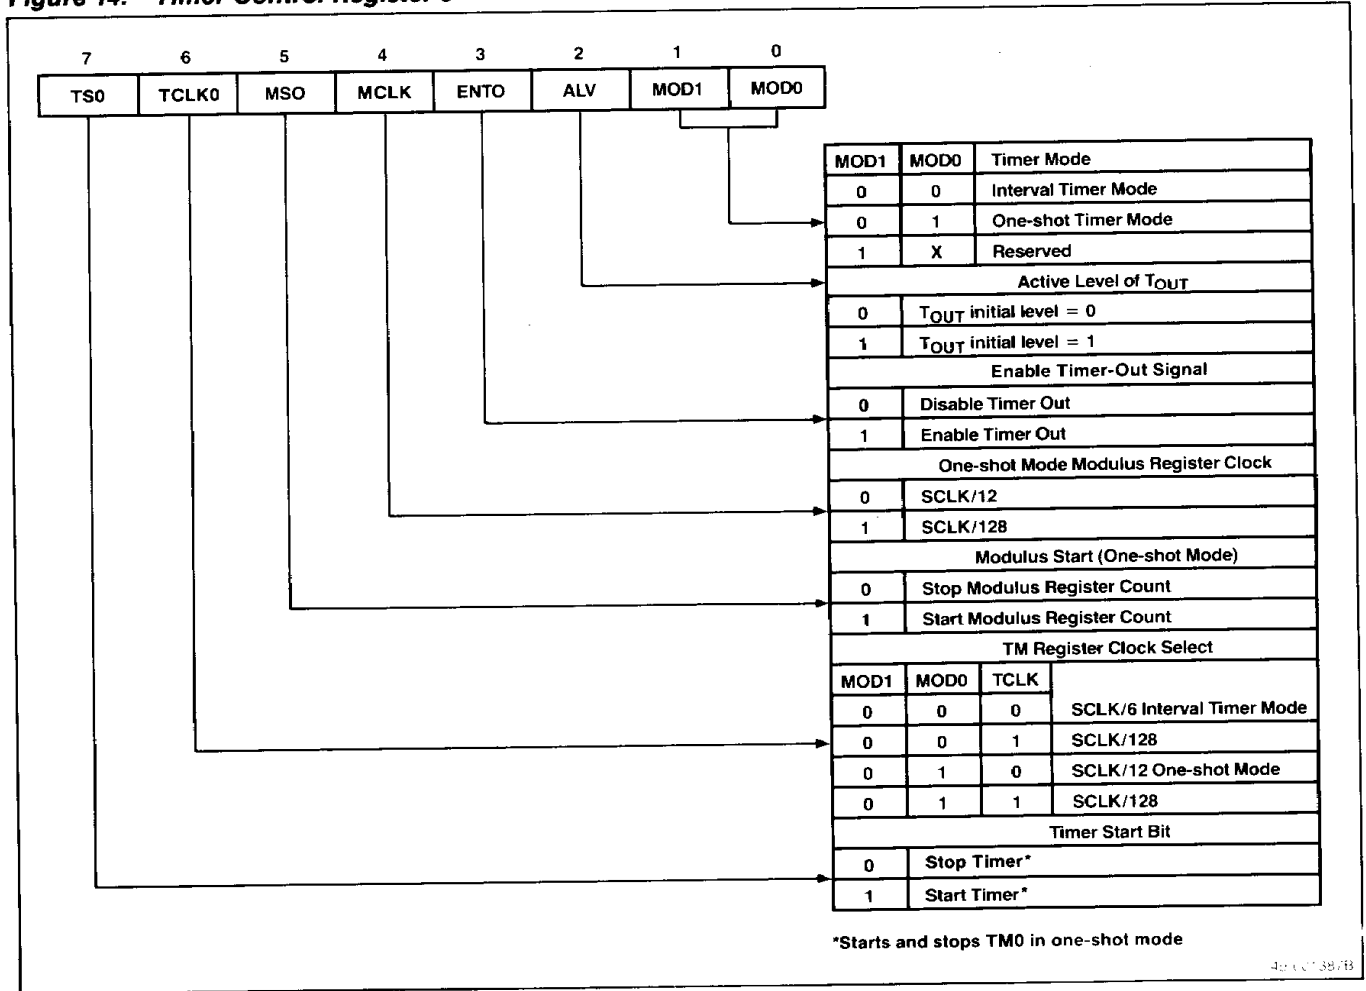 Figure 14. Timer Control Register 0
7 6 5 4 3 2 1 0
TS0 TCLK0 MSO MCLK ENTO ALV MOD1 MOD0
MOD1 MOD0 Timer Mode
0 0 Interval Timer Mode
0 1 One-shot Timer Mode
1 X Reserved
Active Level of TOUT
0 TOUT initial level = 0
1 TOUT initial level = 1
Enable Timer-Out Signal
0 Disable Timer Out
1 Enable Timer Out
One-shot Mode Modulus Register Clock
0 SCLK/12
1 SCLK/128
Modulus Start (One-shot Mode)
0 Stop Modulus Register Count
1 Start Modulus Register Count
TM Register Clock Select
MOD1 MOD0 TCLK
0 0 0 SCLK/6 Interval Timer Mode
0 0 1 SCLK/128
0 1 0 SCLK/12 One-shot Mode
0 1 1 SCLK/128
Timer Start Bit
0 Stop Timer*
1 Start Timer*
*Starts and stops TM0 in one-shot mode